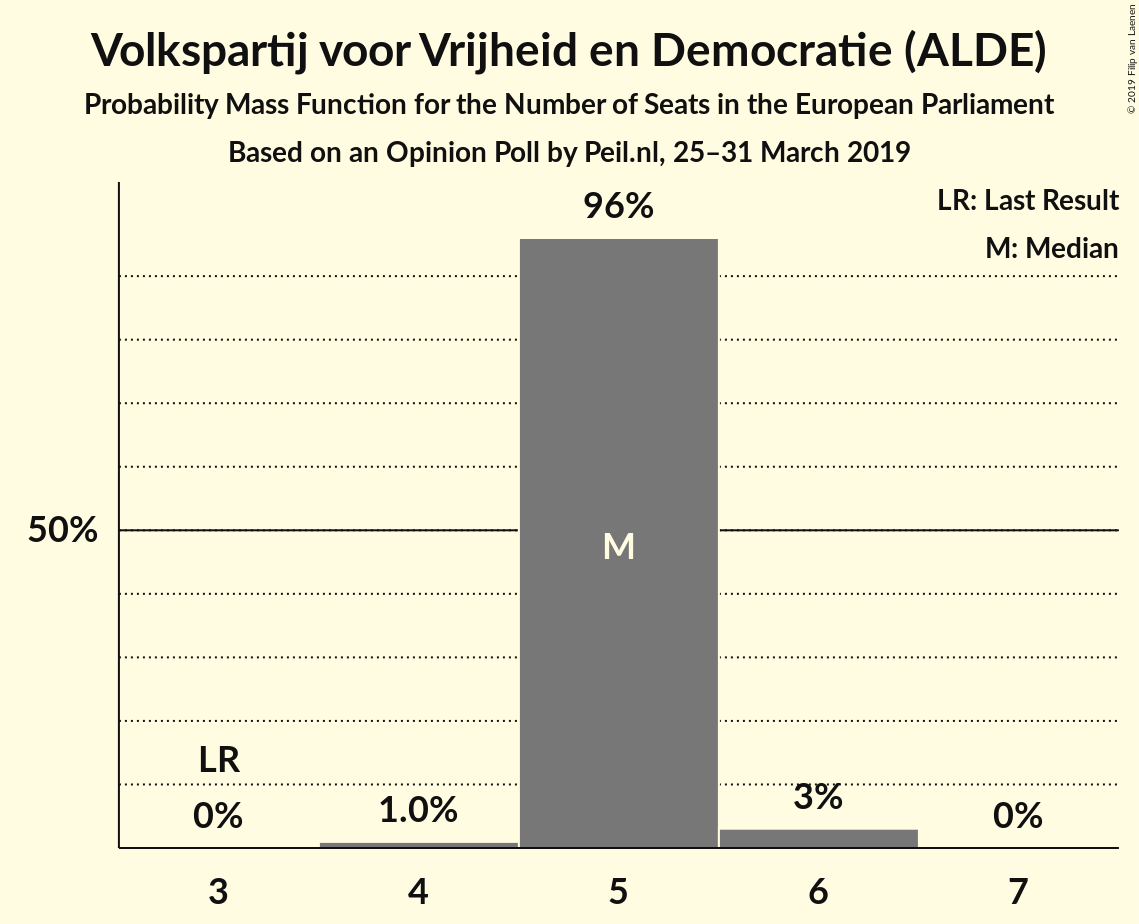 Volkspartij voor Vrijheid en Democratie (ALDE)
Probability Mass Function for the Number of Seats in the European Parliament
Based on an Opinion Poll by Peil.nl, 25–31 March 2019
© 2019 Filip van Laenen
LR: Last Result
M: Median
96%
50%
M
LR
0%
1.0%
3%
0%
3
4
5
6
7